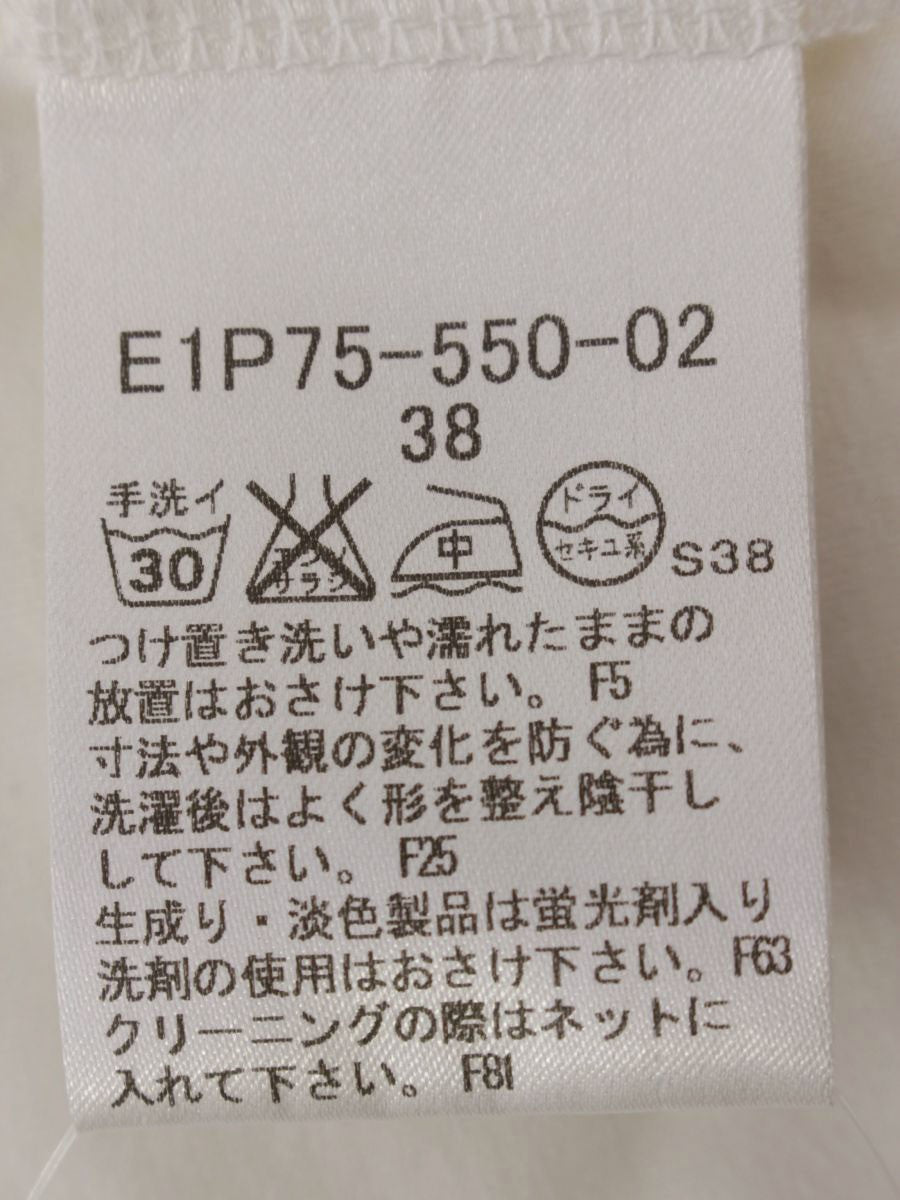 E1P75-550-02
38
手洗イ
30
エンソ
サラシ
中
ドライ
セキユ系
S38
つけ置き洗いや濡れたままの
放置はおさけ下さい。 F5
寸法や外観の変化を防ぐ為に、
洗濯後はよく形を整え陰干し
して下さい。 F25
生成り・淡色製品は蛍光剤入り
洗剤の使用はおさけ下さい。F63
クリーニングの際はネットに
入れて下さい。 F81